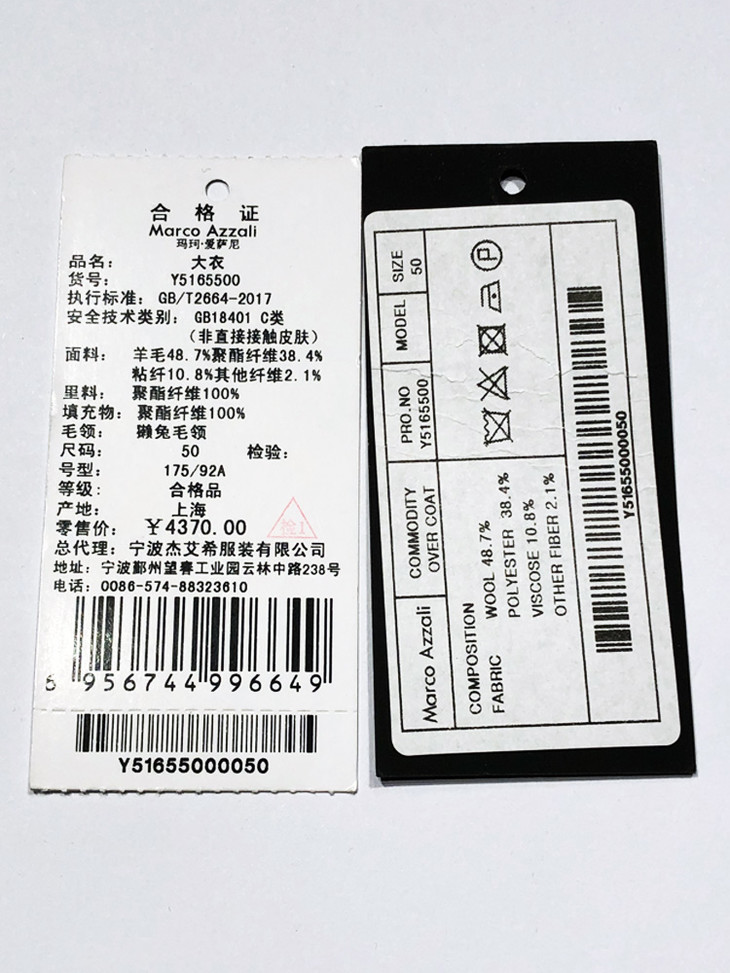 合格证
Marco Azzali
玛珂·爱萨尼
品名： 大衣
货号： Y5165500
执行标准： GB/T2664-2017
安全技术类别： GB18401 C类
（非直接接触皮肤）
面料： 羊毛48.7%聚酯纤维38.4%
粘纤10.8%其他纤维2.1%
里料： 聚酯纤维100%
填充物： 聚酯纤维100%
毛领： 獭兔毛领
尺码： 50 检验：
号型： 175/92A
等级： 合格品
产地： 上海
零售价： ￥4370.00
检1
总代理： 宁波杰艾希服装有限公司
地址： 宁波鄞州望春工业园云林中路238号
电话： 0086-574-88323610
6 956744 996649
Y51655000050
Marco Azzali
COMMODITY
OVER COAT
PRO.NO
Y5165500
MODEL
SIZE
50
COMPOSITION
FABRIC
WOOL 48.7%
POLYESTER 38.4%
VISCOSE 10.8%
OTHER FIBER 2.1%
P
Y51655000050